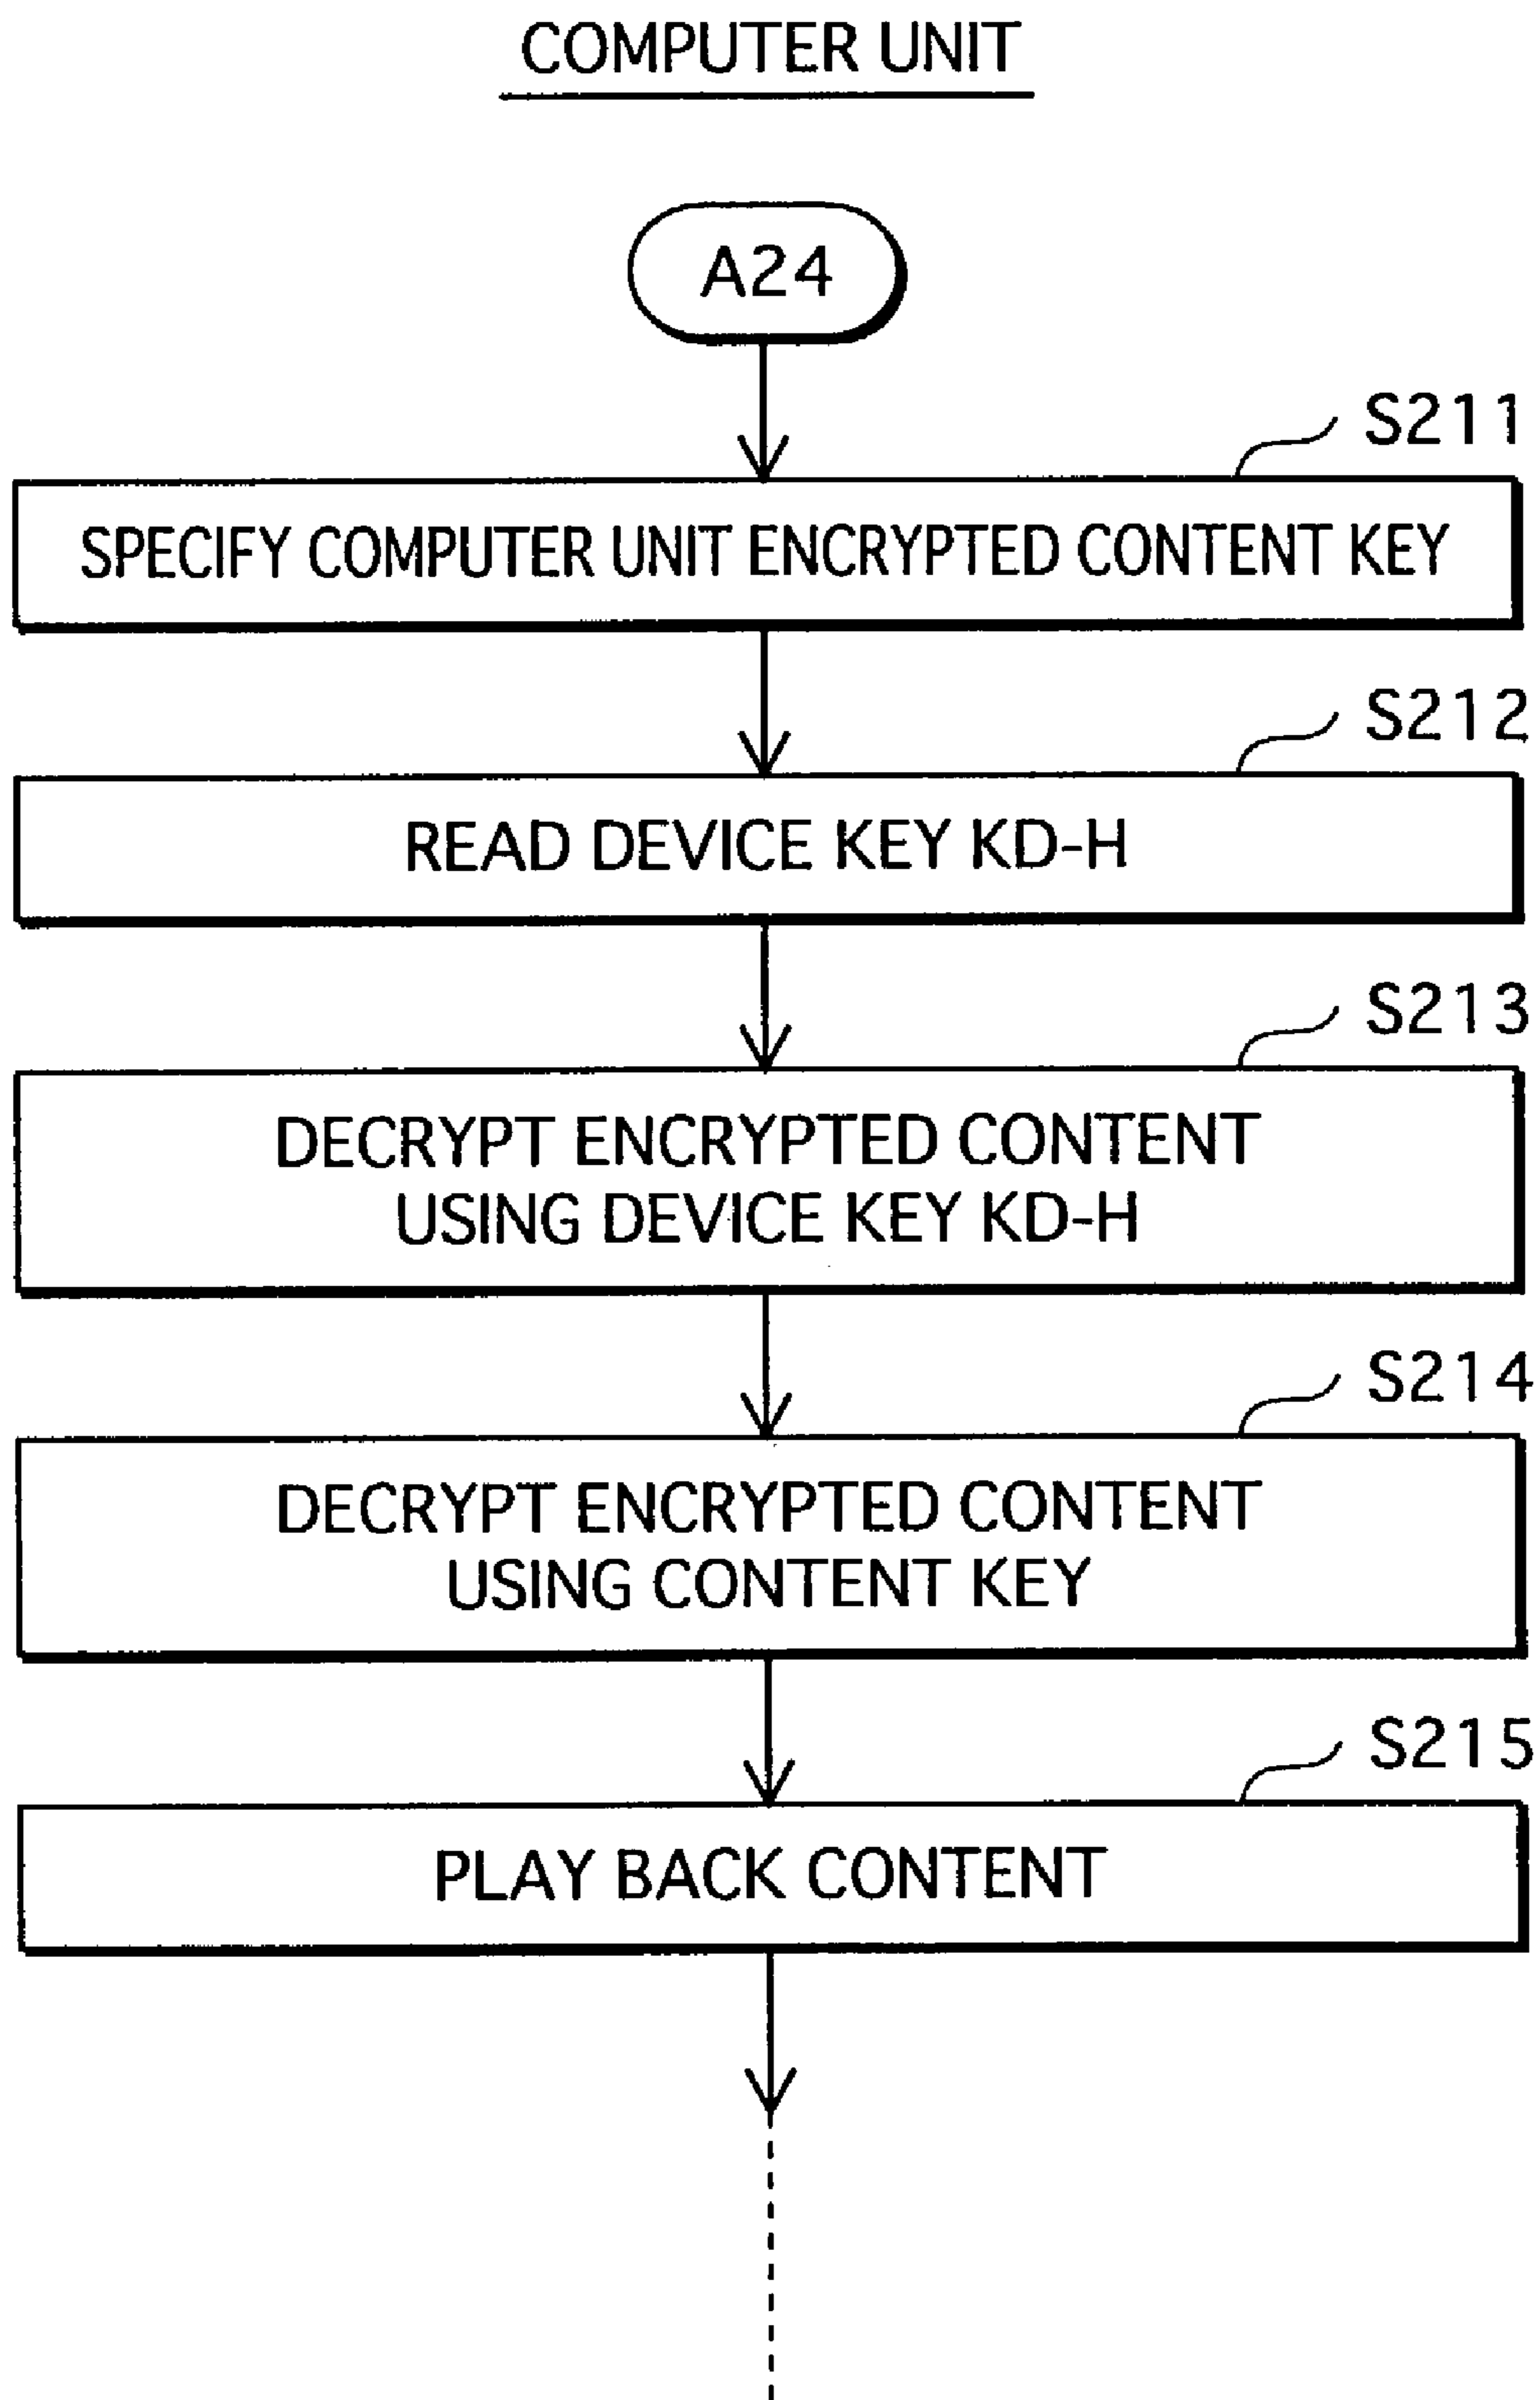 COMPUTER UNIT
A24
S211
SPECIFY COMPUTER UNIT ENCRYPTED CONTENT KEY
S212
READ DEVICE KEY KD-H
S213
DECRYPT ENCRYPTED CONTENT
USING DEVICE KEY KD-H
S214
DECRYPT ENCRYPTED CONTENT
USING CONTENT KEY
S215
PLAY BACK CONTENT